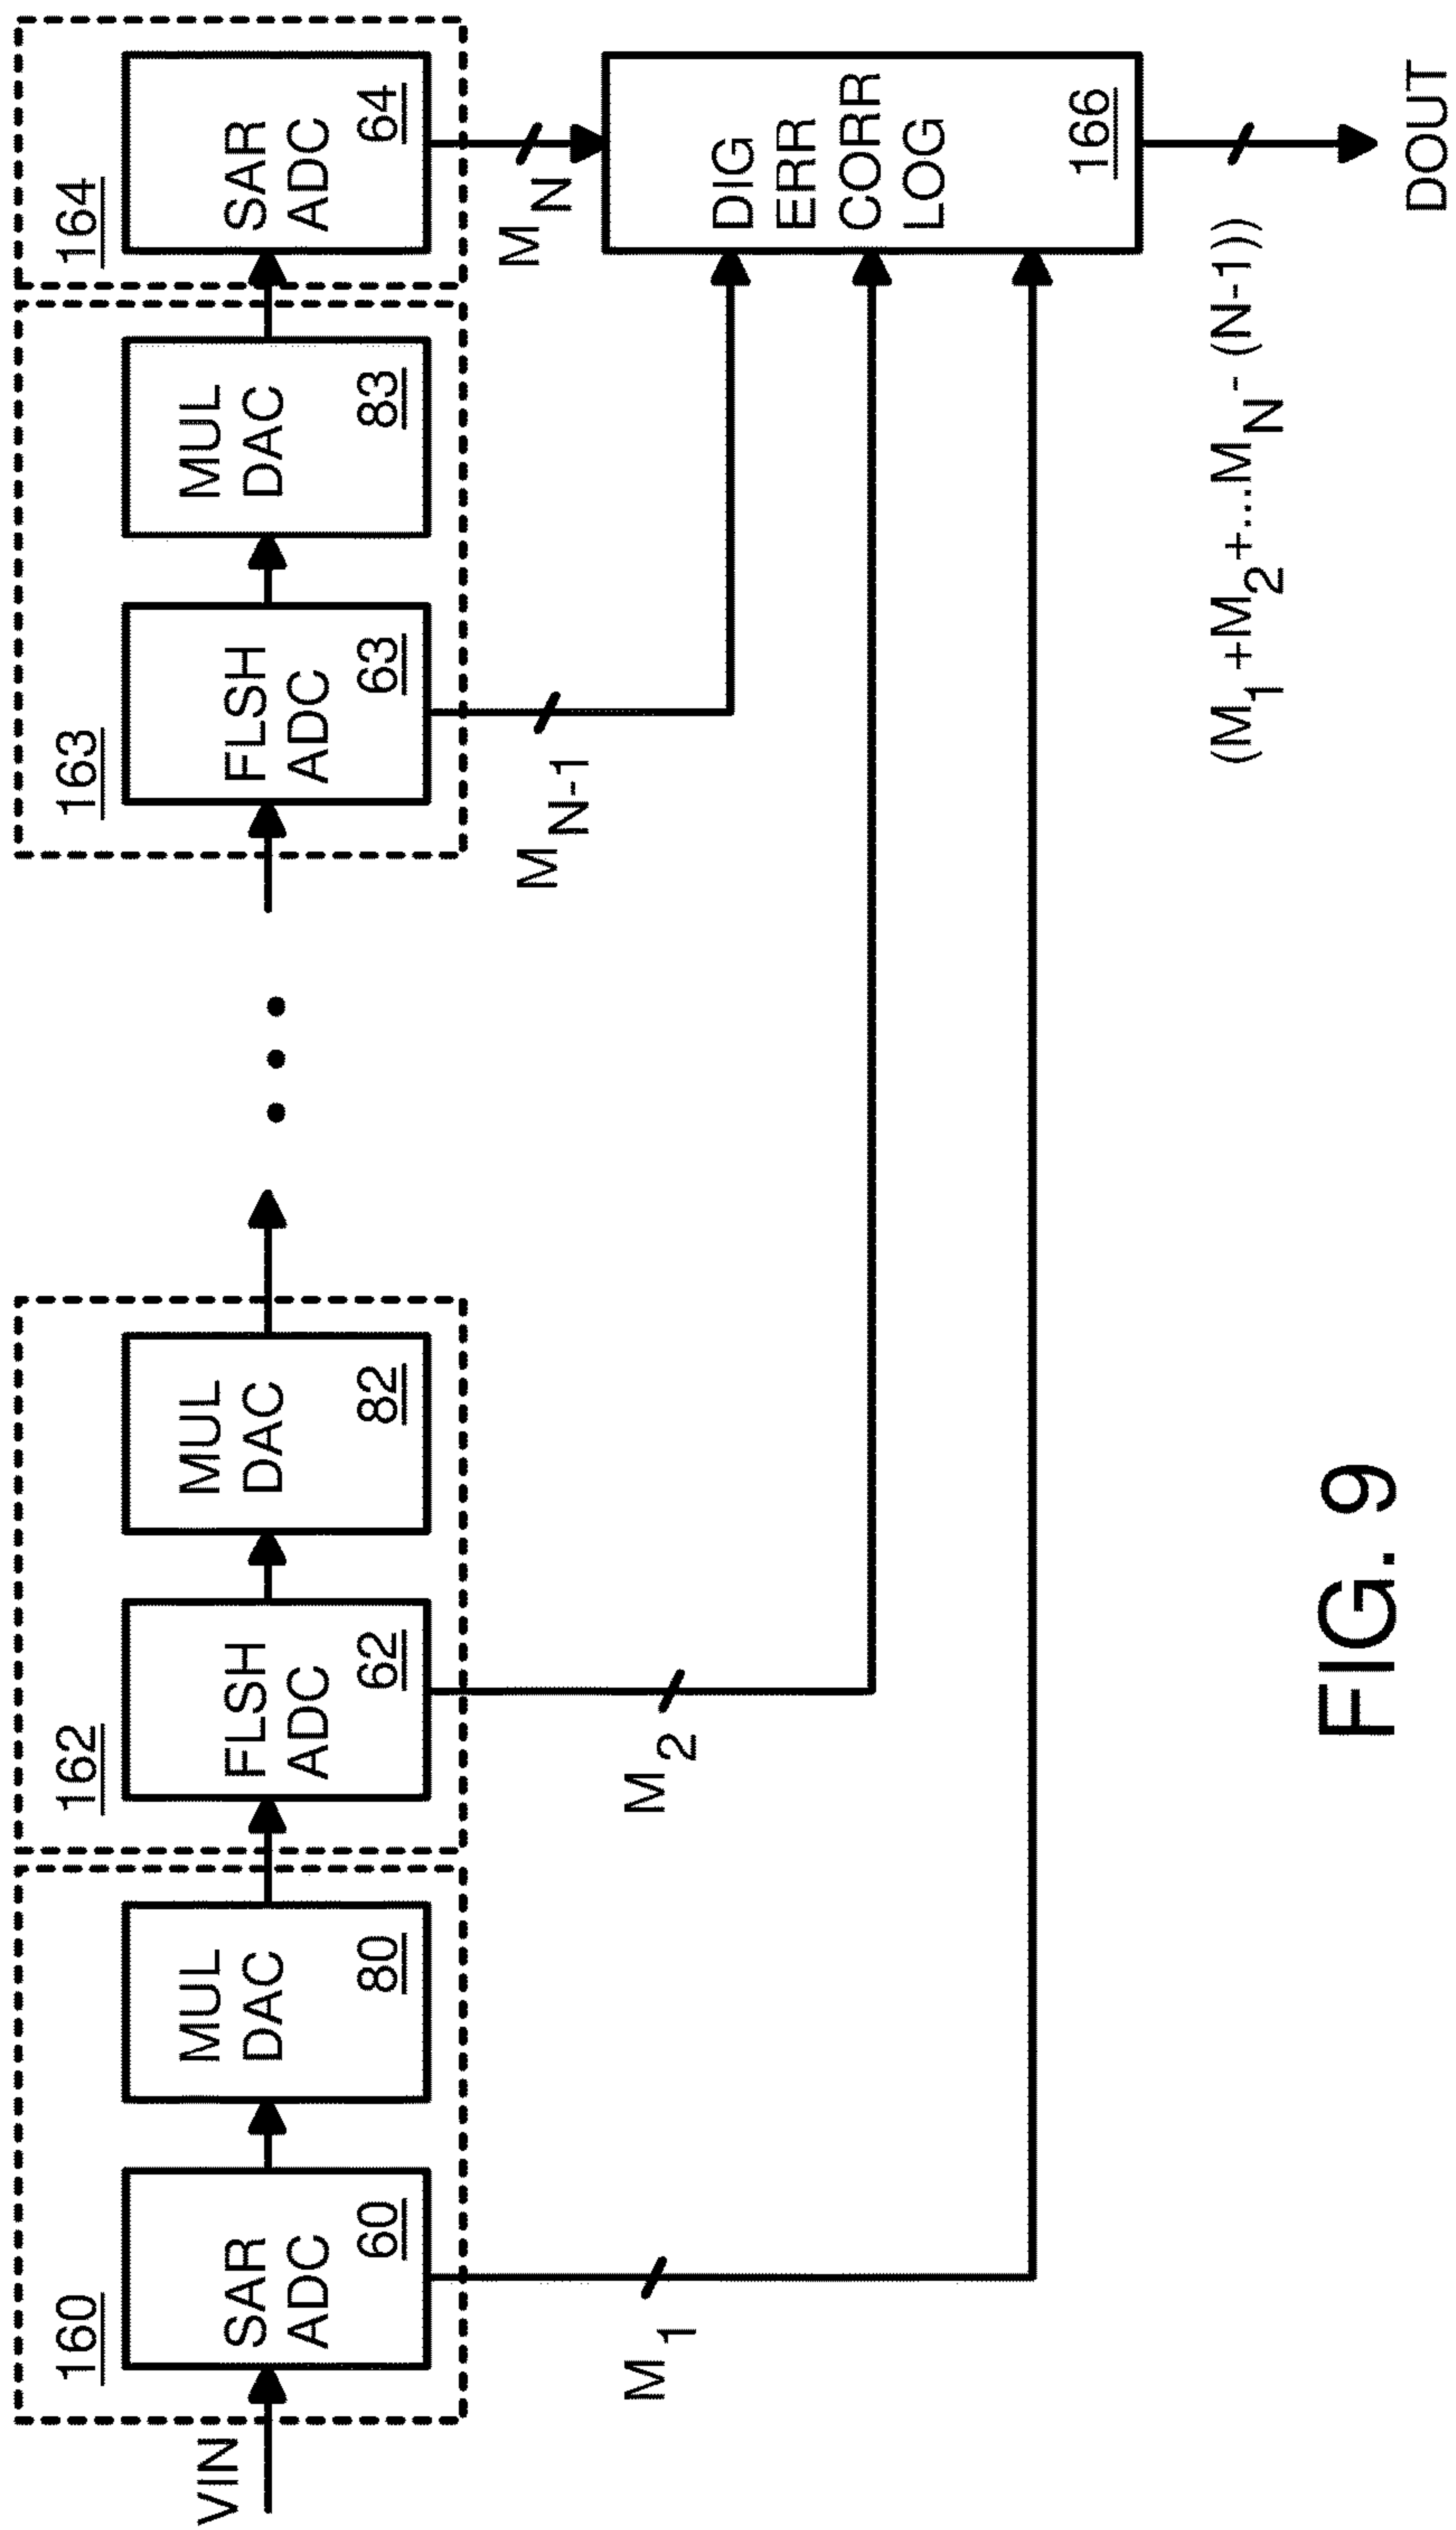 160
162
163
164
VIN
SAR
ADC
60
MUL
DAC
80
FLSH
ADC
62
MUL
DAC
82
FLSH
ADC
63
MUL
DAC
83
SAR
ADC
64
M1
M2
MN-1
MN
DIG
ERR
CORR
LOG
166
(M1+M2+...MN-(N-1))
DOUT
FIG. 9